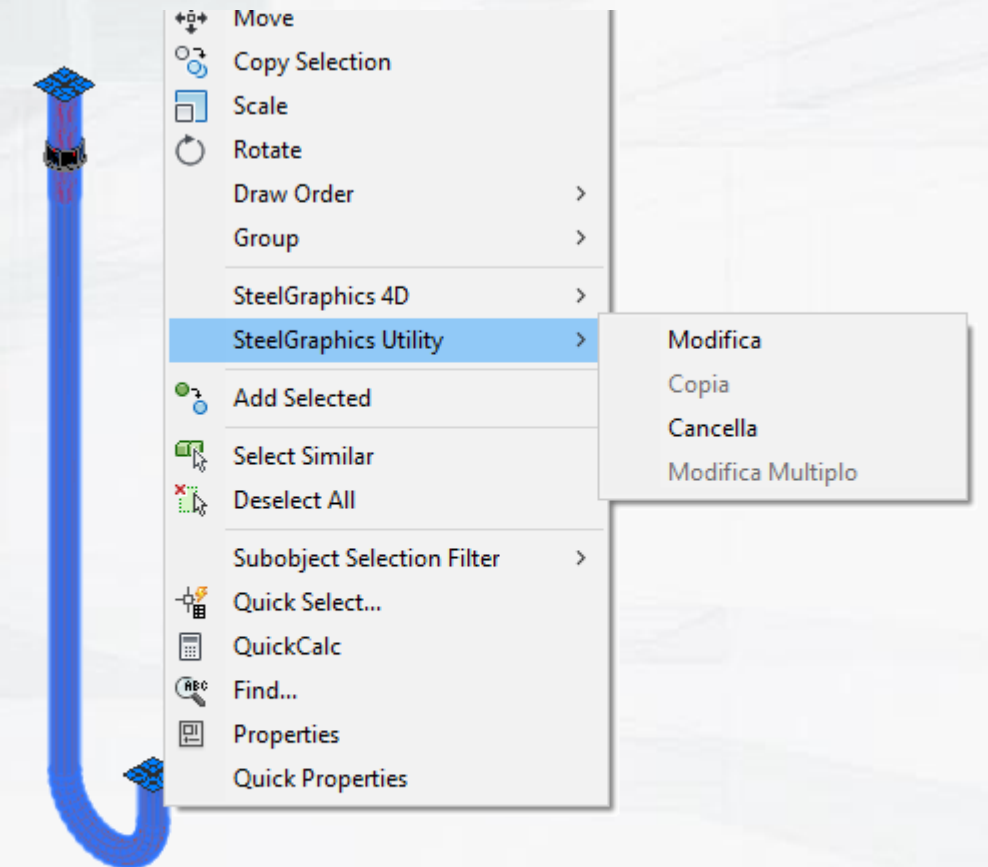 Move
Copy Selection
Scale
Rotate
Draw Order
Group
SteelGraphics 4D
SteelGraphics Utility
Modifica
Copia
Cancella
Modifica Multiplo
Add Selected
Select Similar
Deselect All
Subobject Selection Filter
Quick Select...
QuickCalc
ABC
Find...
Properties
Quick Properties